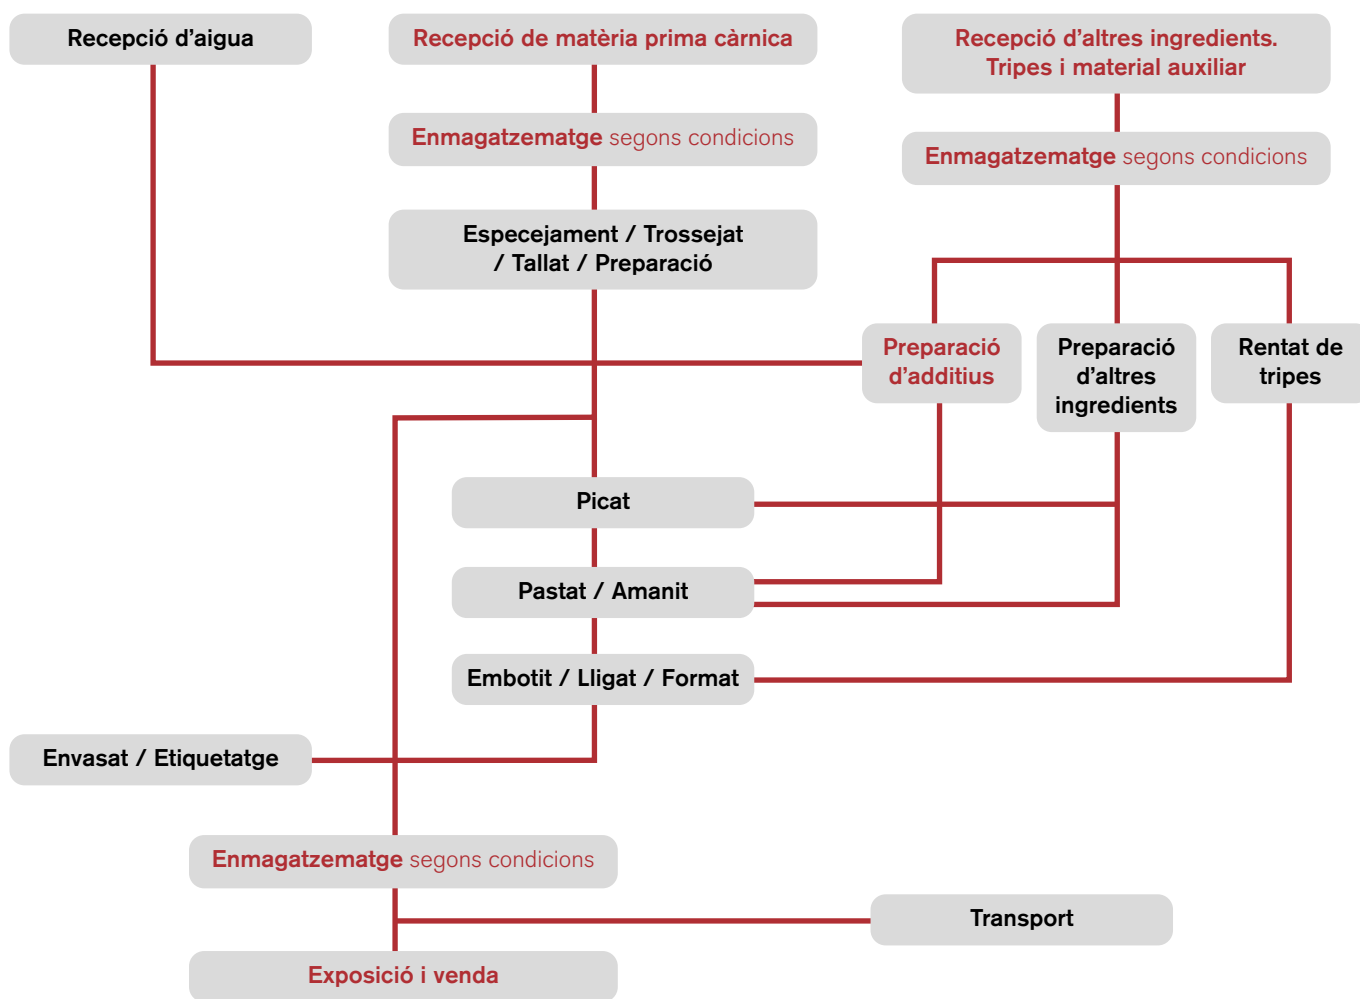 Recepció d’aigua
Recepció de matèria prima càrnica
Recepció d’altres ingredients.
Tripes i material auxiliar
Enmagatzematge segons condicions
Enmagatzematge segons condicions
Especejament / Trossejat
/ Tallat / Preparació
Preparació
d’additius
Preparació
d’altres
ingredients
Rentat de
tripes
Picat
Pastat / Amanit
Embotit / Lligat / Format
Envasat / Etiquetatge
Enmagatzematge segons condicions
Transport
Exposició i venda